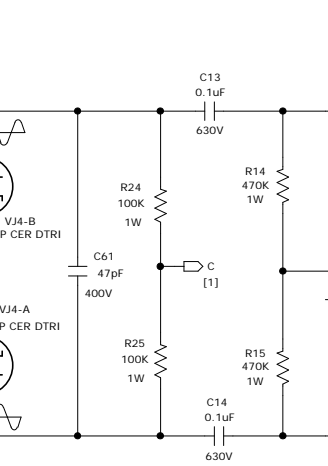 C13
0.1uF
630V
R14
470K
1W
R24
100K
1W
VJ4-B
P CER DTRI
C61
47pF
400V
C
[1]
VJ4-A
P CER DTRI
R25
100K
1W
R15
470K
1W
C14
0.1uF
630V